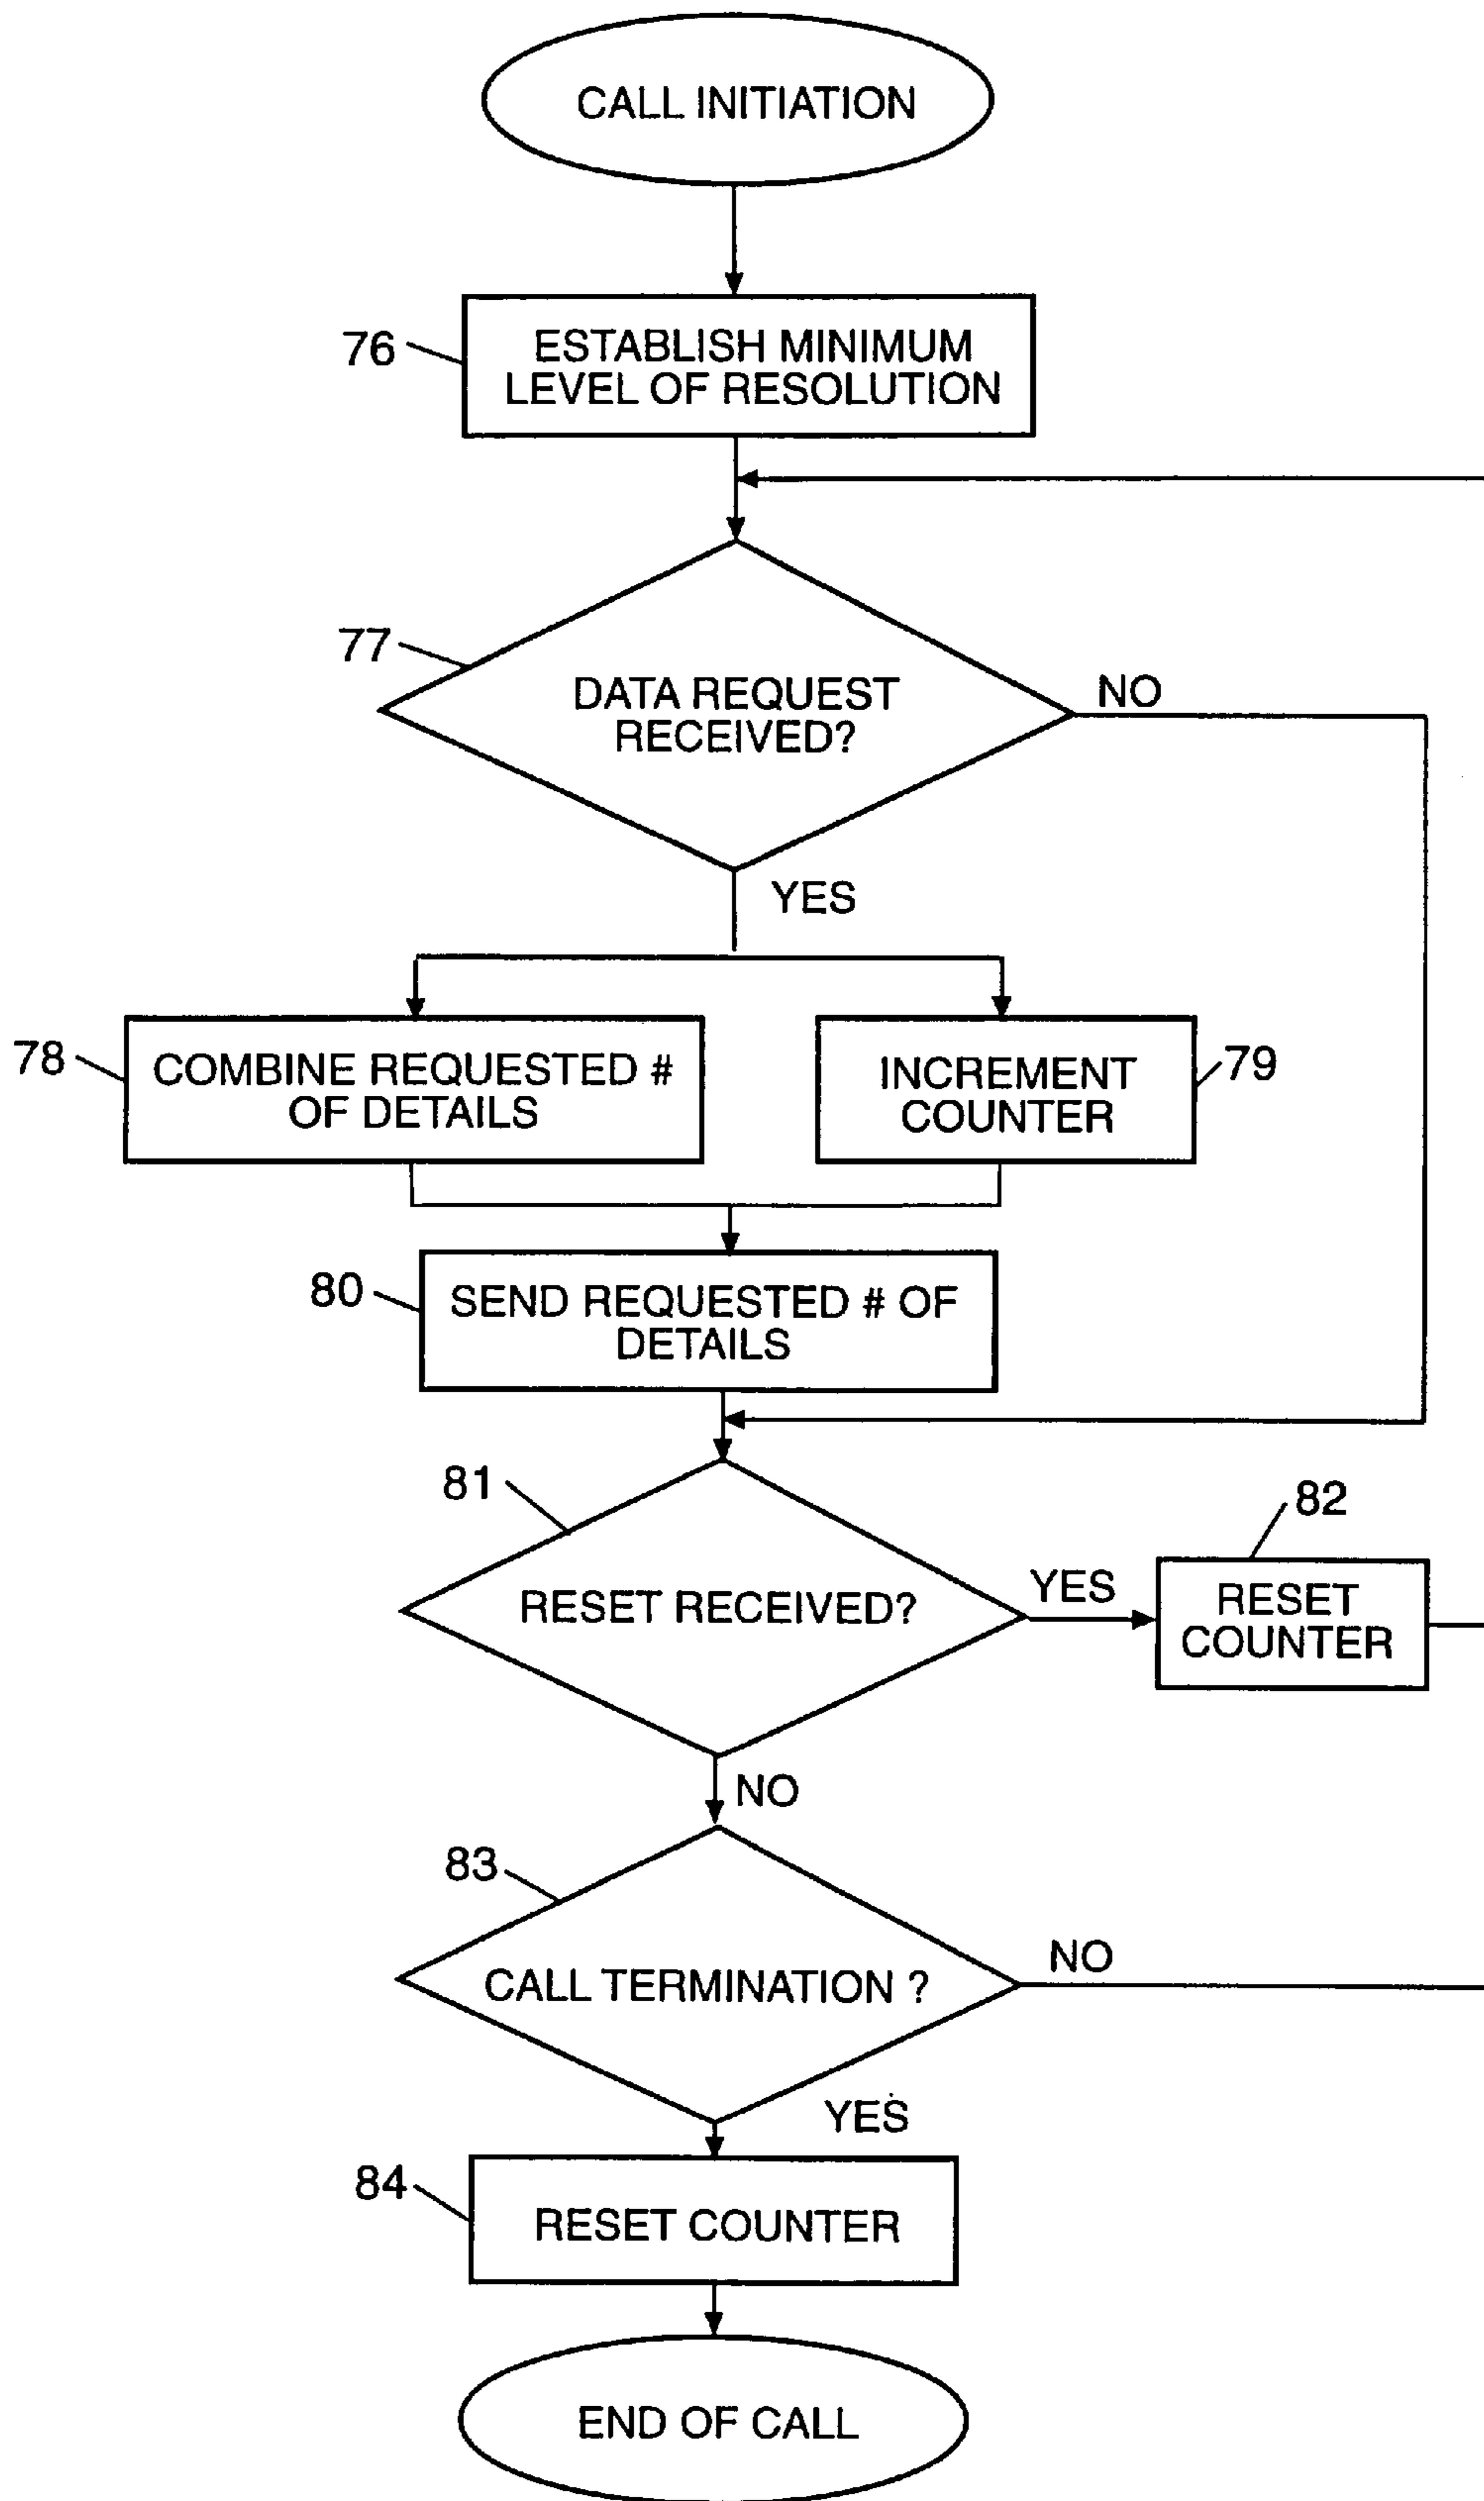 CALL INITIATION
76
ESTABLISH MINIMUM
LEVEL OF RESOLUTION
77
DATA REQUEST
RECEIVED?
NO
YES
78
COMBINE REQUESTED #
OF DETAILS
INCREMENT
COUNTER
79
80
SEND REQUESTED # OF
DETAILS
81
RESET RECEIVED?
YES
82
RESET
COUNTER
NO
83
CALL TERMINATION ?
NO
YES
84
RESET COUNTER
END OF CALL